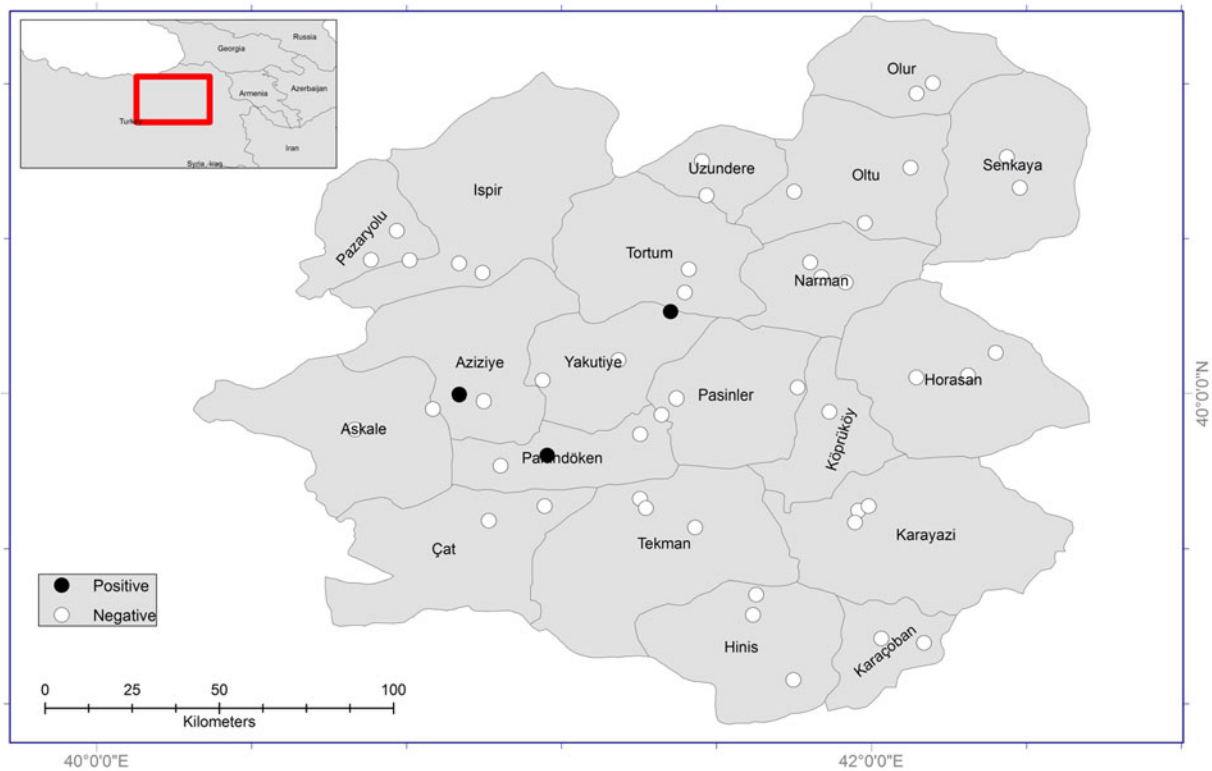 Russia
Georgia
Armenia
Azerbaijan
Turkey
Iran
Syria
Iraq
Olur
Uzundere
Oltu
Senkaya
Ispir
Pazaryolu
Tortum
Narman
Aziziye
Yakutiye
Pasinler
Horasan
Askale
Köprüköy
Palandöken
Çat
Tekman
Karayazi
Hinis
Karaçoban
Positive
Negative
0 25 50 100
Kilometers
40°0'0"N
40°0'0"E
42°0'0"E